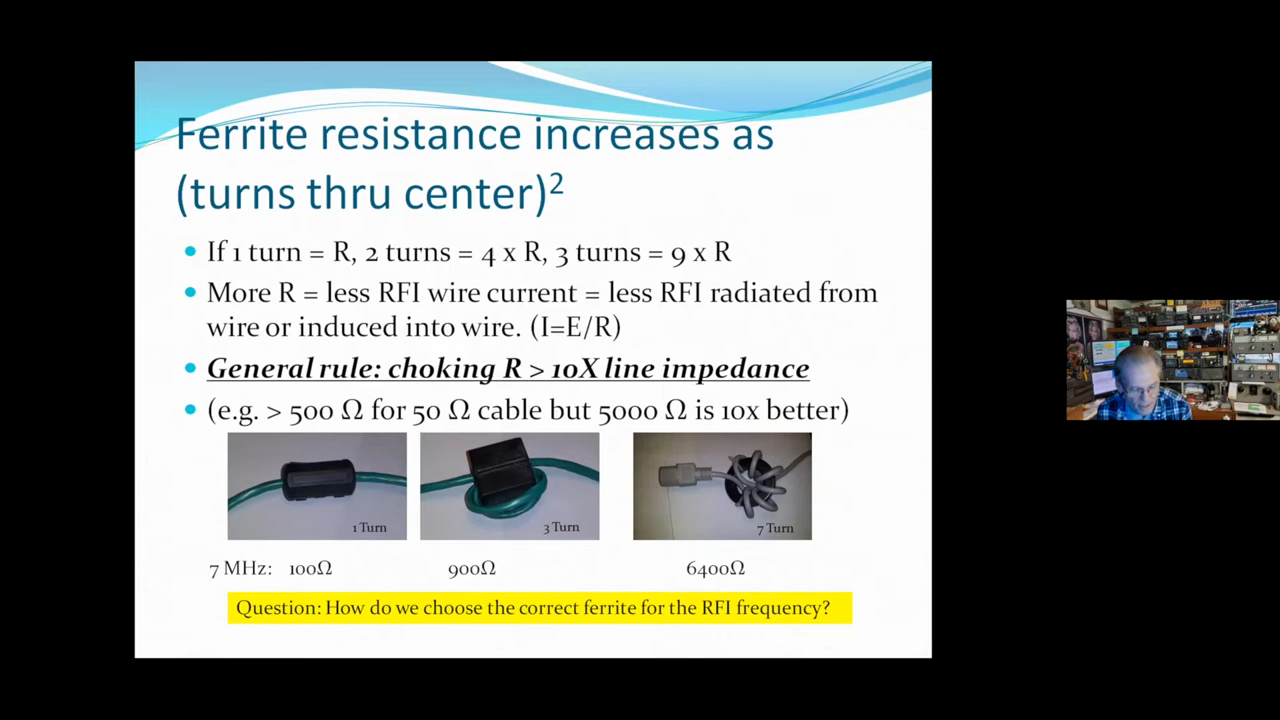 Ferrite resistance increases as
(turns thru center)²
• If 1 turn = R, 2 turns = 4 x R, 3 turns = 9 x R
• More R = less RFI wire current = less RFI radiated from
wire or induced into wire. (I=E/R)
• General rule: choking R > 10X line impedance
• (e.g. > 500 Ω for 50 Ω cable but 5000 Ω is 10x better)
1 Turn
3 Turn
7 Turn
7 MHz: 100Ω 900Ω 6400Ω
Question: How do we choose the correct ferrite for the RFI frequency?